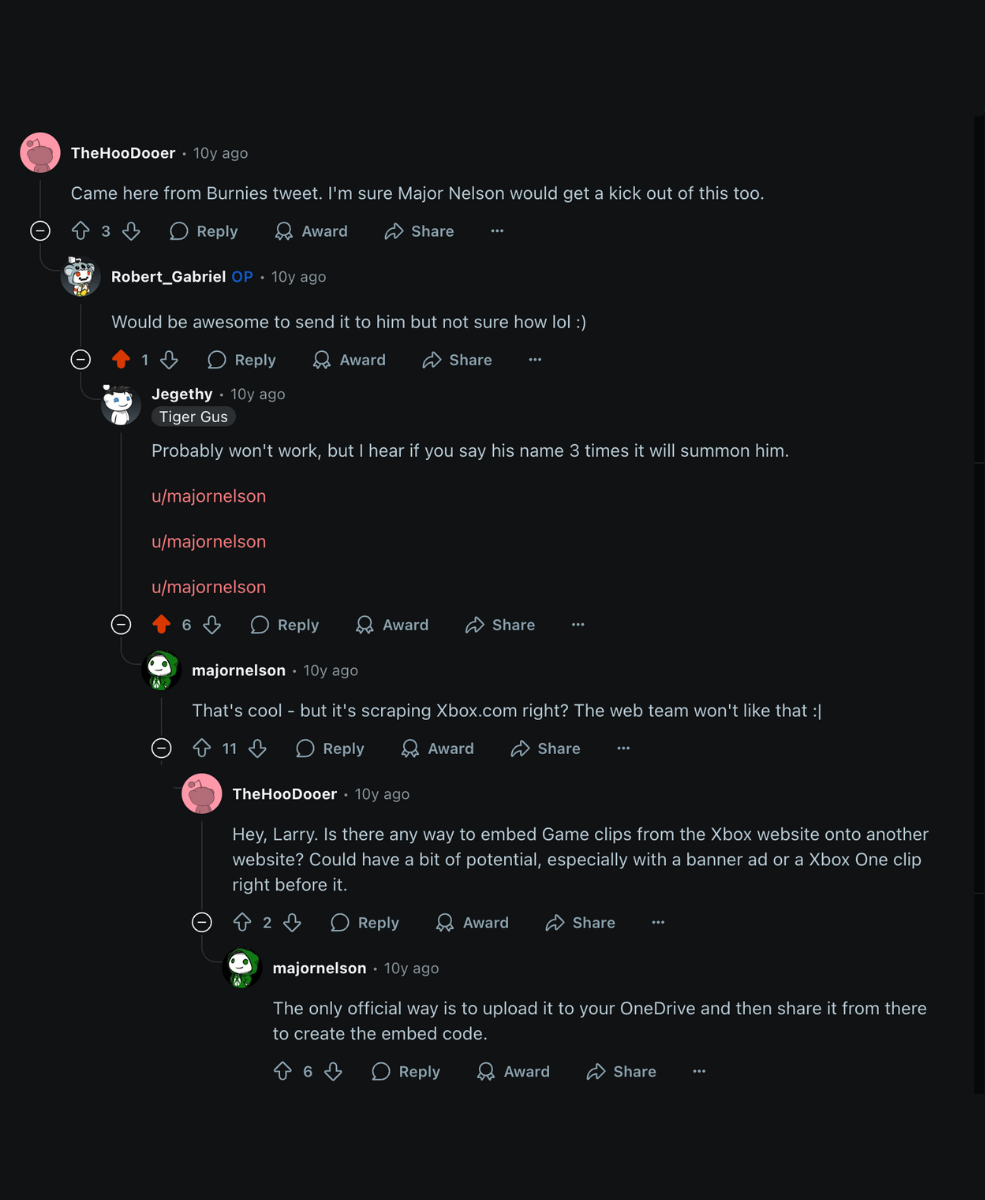 TheHooDooer • 10y ago
Came here from Burnies tweet. I'm sure Major Nelson would get a kick out of this too.
3 Reply Award Share ...
Robert_Gabriel OP • 10y ago
Would be awesome to send it to him but not sure how lol :)
1 Reply Award Share ...
Jegethy • 10y ago
Tiger Gus
Probably won't work, but I hear if you say his name 3 times it will summon him.
u/majornelson
u/majornelson
u/majornelson
6 Reply Award Share ...
majornelson • 10y ago
That's cool - but it's scraping Xbox.com right? The web team won't like that :|
11 Reply Award Share ...
TheHooDooer • 10y ago
Hey, Larry. Is there any way to embed Game clips from the Xbox website onto another
website? Could have a bit of potential, especially with a banner ad or a Xbox One clip
right before it.
2 Reply Award Share ...
majornelson • 10y ago
The only official way is to upload it to your OneDrive and then share it from there
to create the embed code.
6 Reply Award Share ...